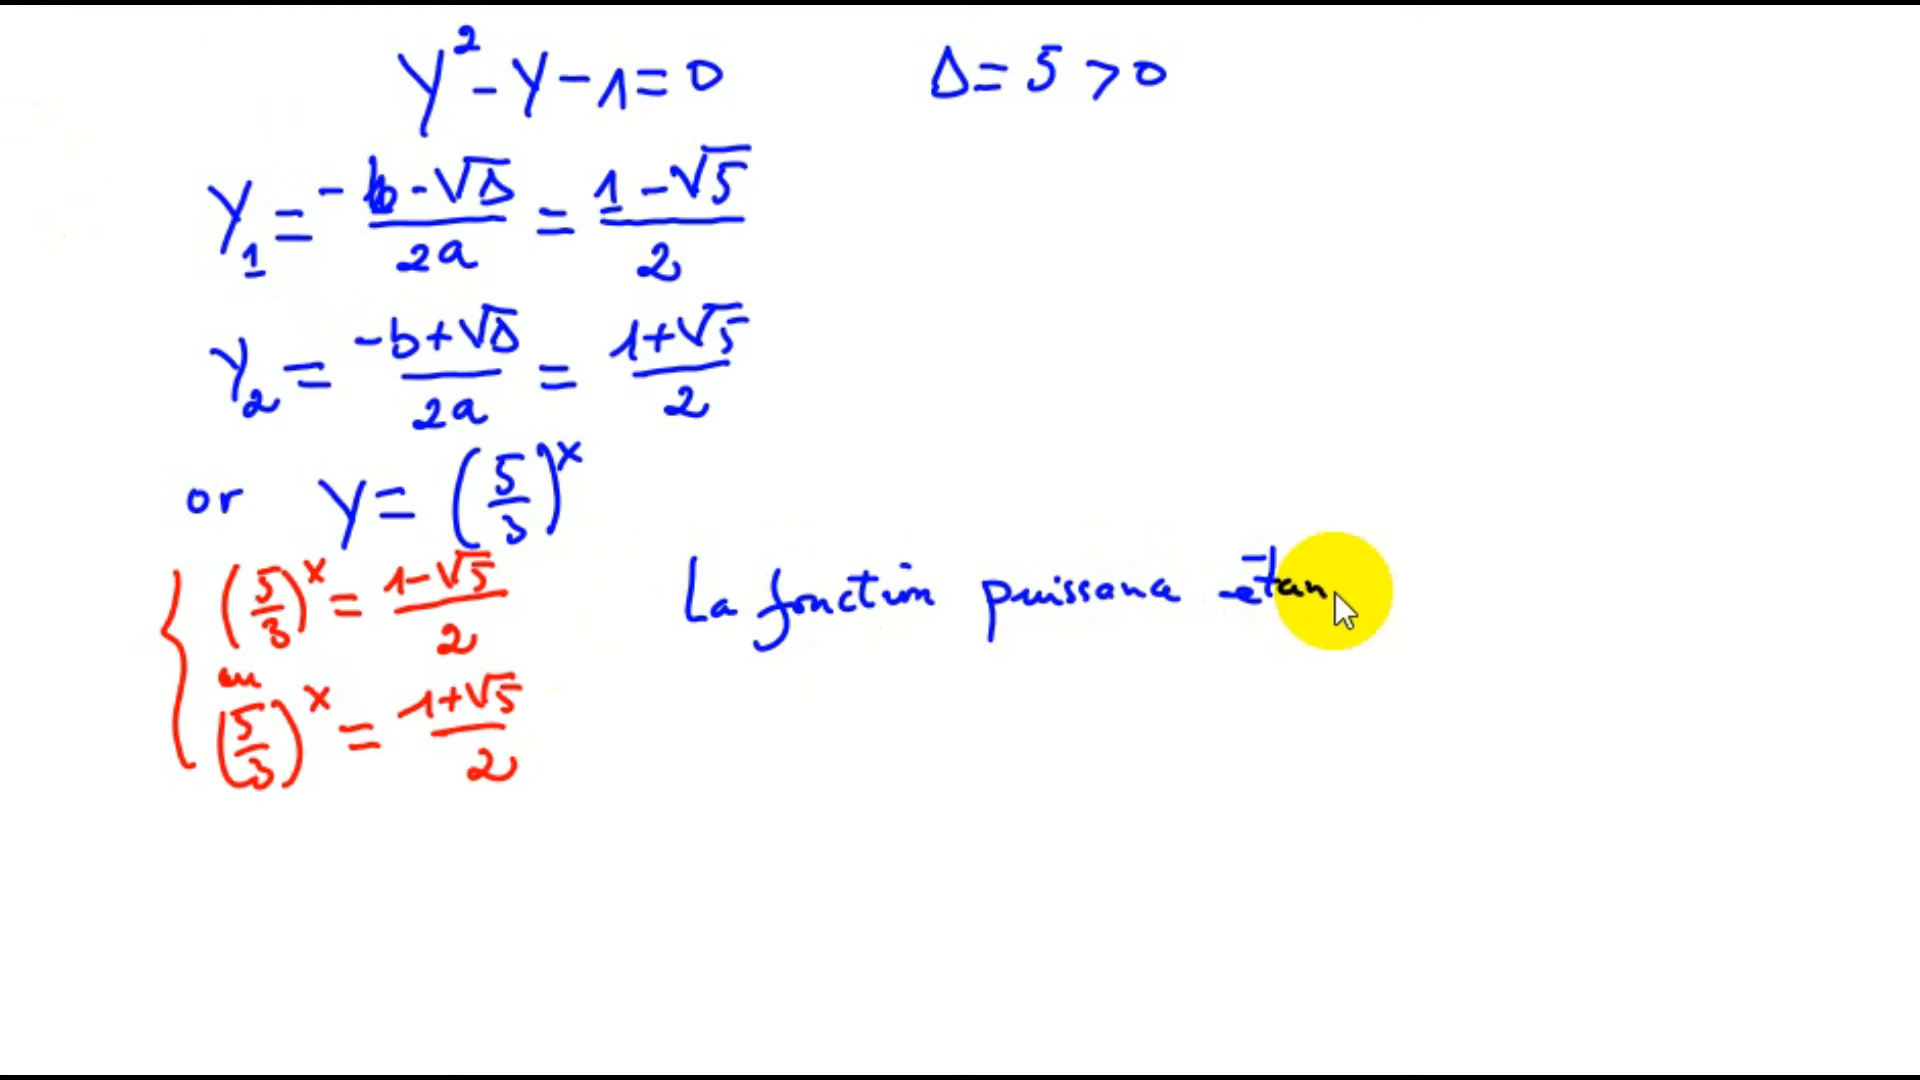 Y² - Y - 1 = 0    Δ = 5 > 0
Y₁ = (-b - √Δ)/(2a) = (1 - √5)/2
Y₂ = (-b + √Δ)/(2a) = (1 + √5)/2
or Y = (5/3)ˣ
(5/3)ˣ = (1 - √5)/2    La fonction puissance étan
ou
(5/3)ˣ = (1 + √5)/2